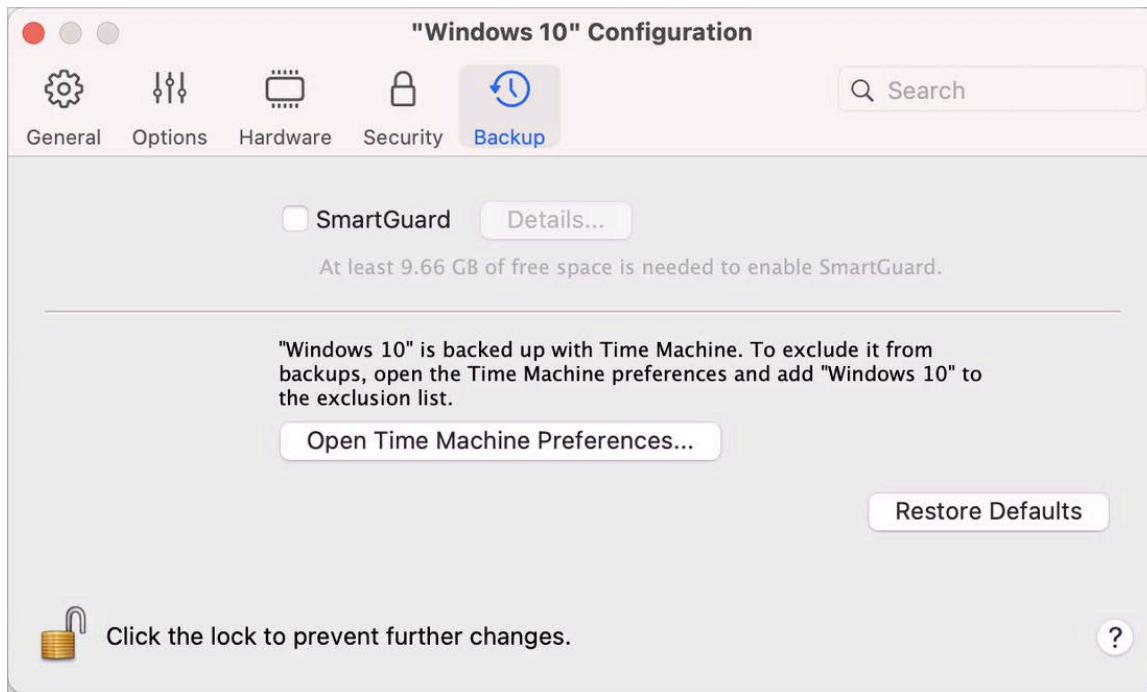 "Windows 10" Configuration
General Options Hardware Security Backup
Search
SmartGuard Details...
At least 9.66 GB of free space is needed to enable SmartGuard.
"Windows 10" is backed up with Time Machine. To exclude it from
backups, open the Time Machine preferences and add "Windows 10" to
the exclusion list.
Open Time Machine Preferences...
Restore Defaults
Click the lock to prevent further changes.
?